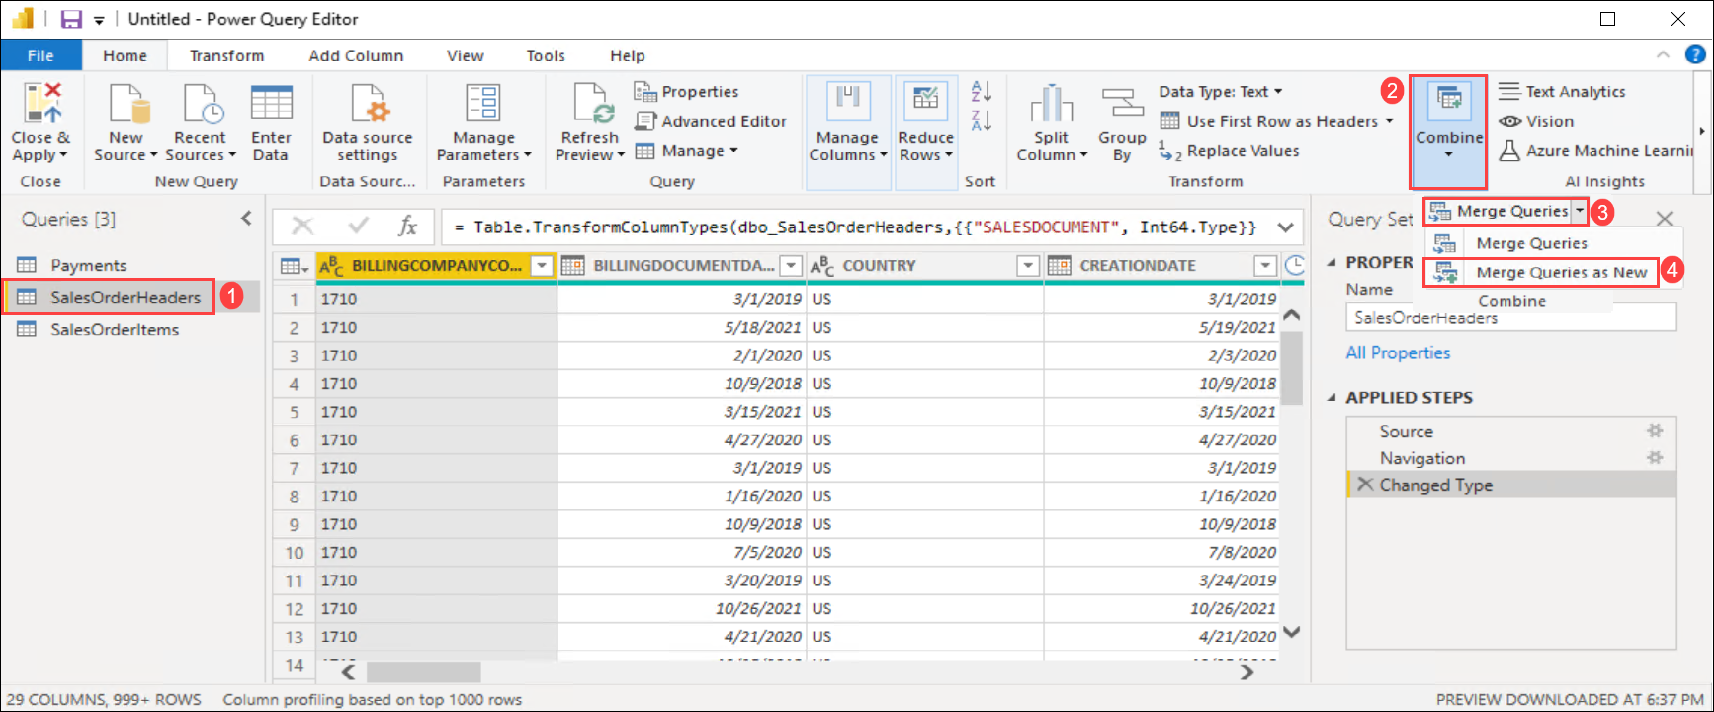 Untitled - Power Query Editor
File Home Transform Add Column View Tools Help
Close & Apply
New Source
Recent Sources
Enter Data
Data source settings
Manage Parameters
Refresh Preview
Properties
Advanced Editor
Manage
Manage Columns
Reduce Rows
Split Column
Group By
Data Type: Text
Use First Row as Headers
Replace Values
2
Combine
Text Analytics
Vision
Azure Machine Learnin
Close New Query Data Sourc... Parameters Query Sort Transform AI Insights
Queries [3]
Payments
SalesOrderHeaders 1
SalesOrderItems
fx = Table.TransformColumnTypes(dbo_SalesOrderHeaders,{{"SALESDOCUMENT", Int64.Type}}
BILLINGCOMPANYCO... BILLINGDOCUMENTDA... COUNTRY CREATIONDATE
1 1710 3/1/2019 US 3/1/2019
2 1710 5/18/2021 US 5/19/2021
3 1710 2/1/2020 US 2/3/2020
4 1710 10/9/2018 US 10/9/2018
5 1710 3/15/2021 US 3/15/2021
6 1710 4/27/2020 US 4/27/2020
7 1710 3/1/2019 US 3/1/2019
8 1710 1/16/2020 US 1/16/2020
9 1710 10/9/2018 US 10/9/2018
10 1710 7/5/2020 US 7/8/2020
11 1710 3/20/2019 US 3/24/2019
12 1710 10/26/2021 US 10/26/2021
13 1710 4/21/2020 US 4/21/2020
14
Query Set
Merge Queries 3
Merge Queries
Merge Queries as New 4
Combine
PROPER
Name
SalesOrderHeaders
All Properties
APPLIED STEPS
Source
Navigation
Changed Type
29 COLUMNS, 999+ ROWS Column profiling based on top 1000 rows
PREVIEW DOWNLOADED AT 6:37 PM